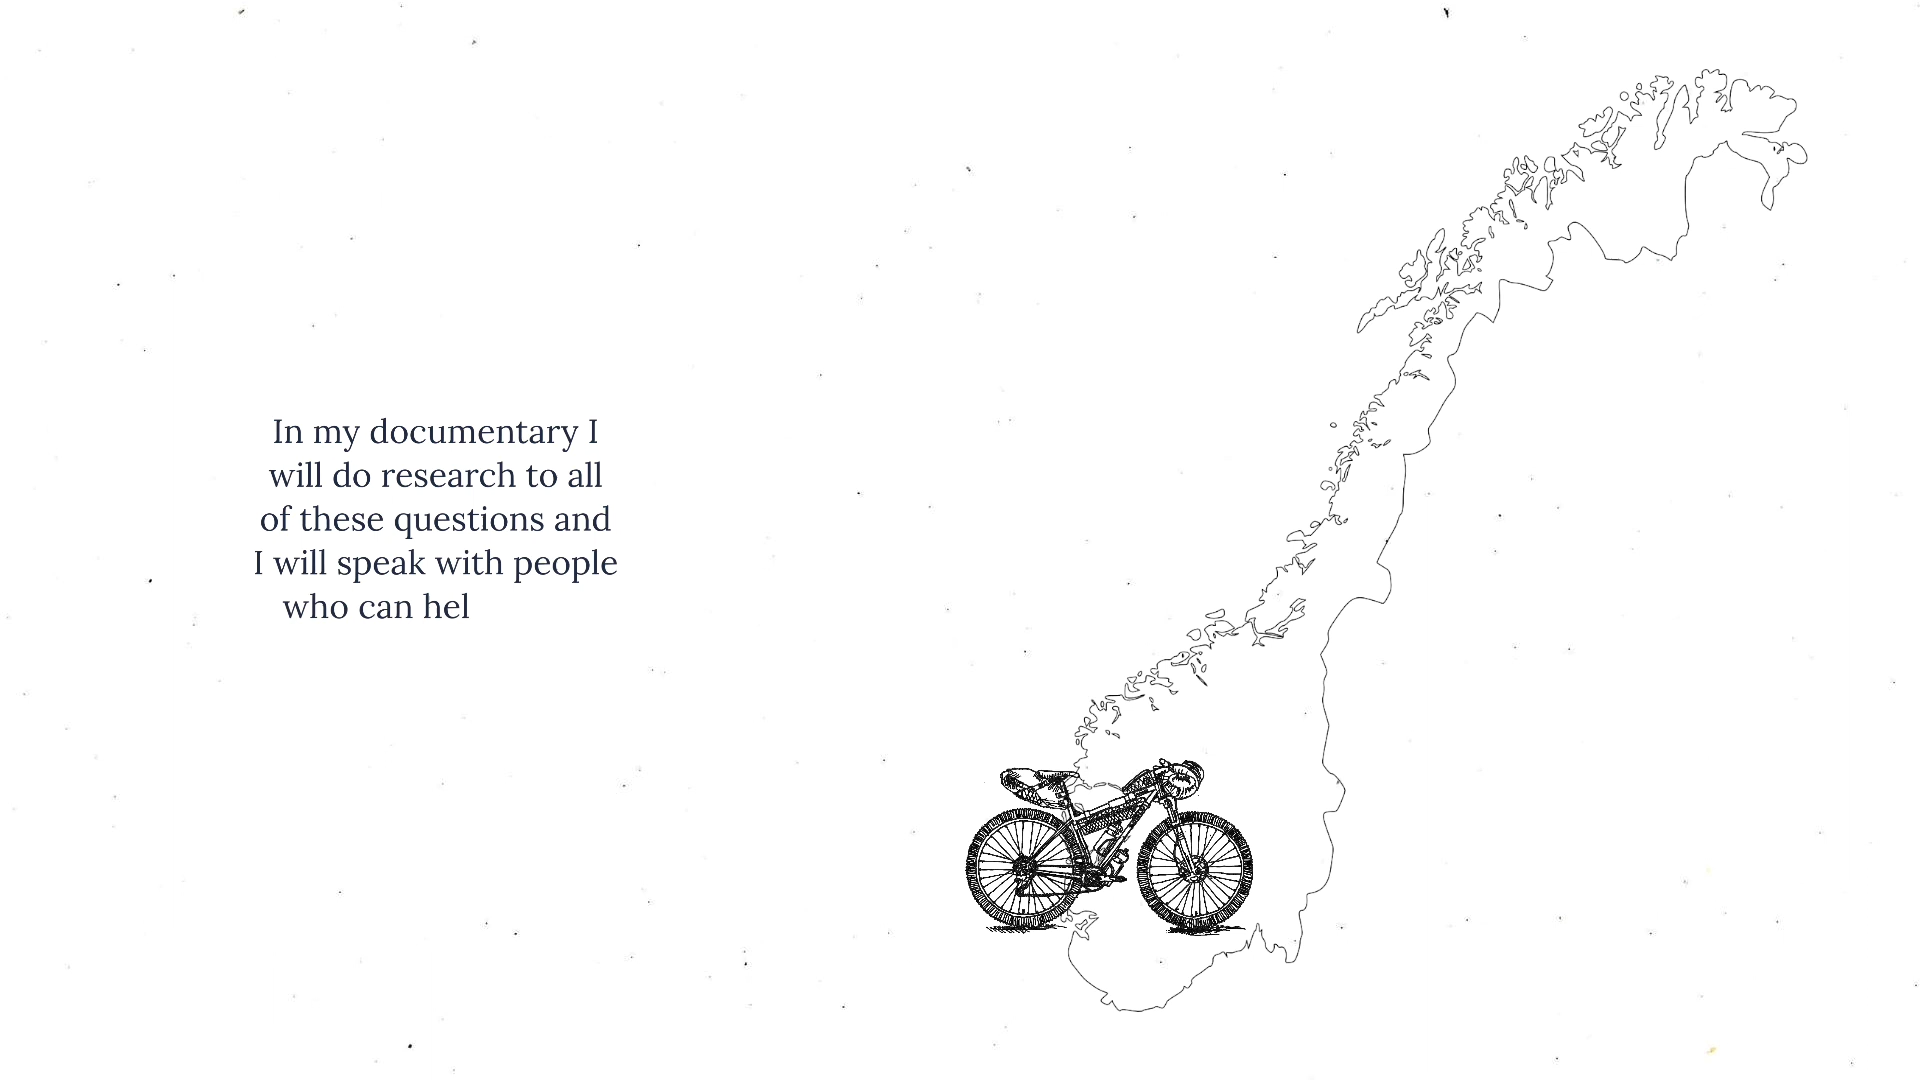 In my documentary I
will do research to all
of these questions and
I will speak with people
who can hel